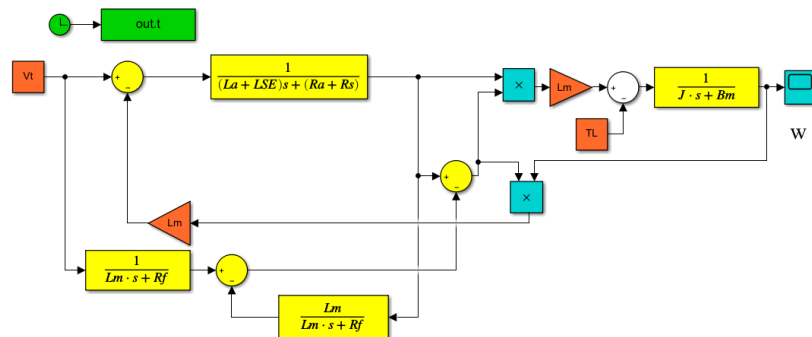 out.t
Vt
+
−
1
(La + LSE)s + (Ra + Rs)
×
Lm
+
−
1
J · s + Bm
TL
W
+
−
×
Lm
1
Lm · s + Rf
+
−
Lm
Lm · s + Rf